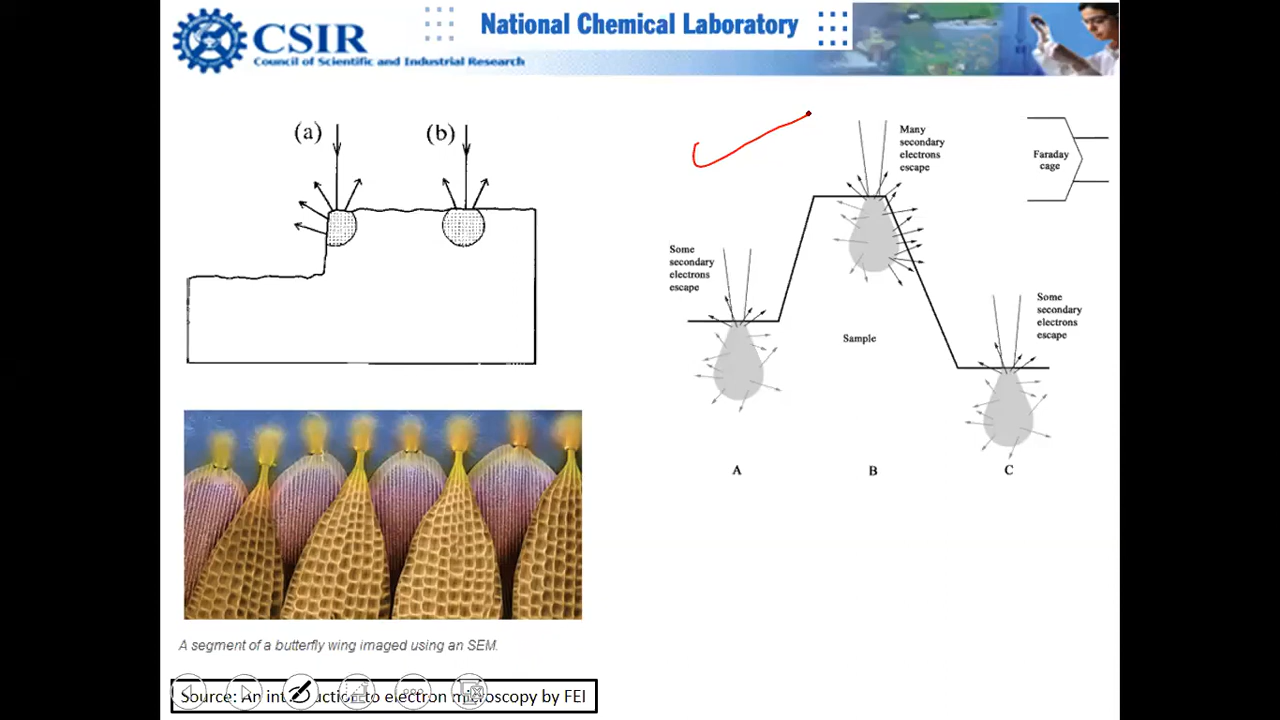 CSIR
Council of Scientific and Industrial Research
National Chemical Laboratory
(a)
(b)
Many
secondary
electrons
escape
Faraday
cage
Some
secondary
electrons
escape
Some
secondary
electrons
escape
Sample
A
B
C
A segment of a butterfly wing imaged using an SEM.
Source: An to electron microscopy by FEI